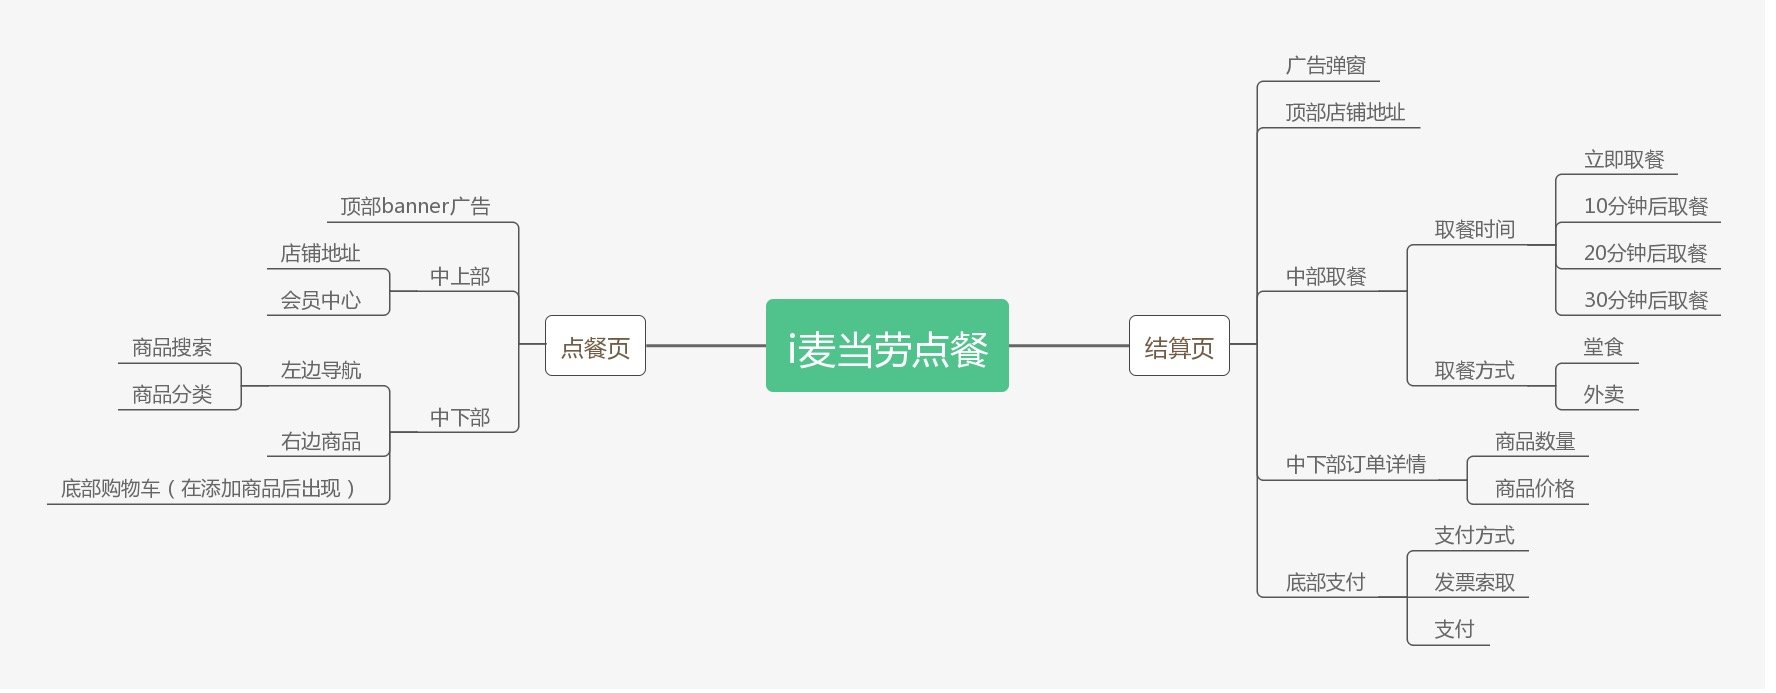 i麦当劳点餐
点餐页
顶部banner广告
中上部
店铺地址
会员中心
中下部
左边导航
商品搜索
商品分类
右边商品
底部购物车（在添加商品后出现）
结算页
广告弹窗
顶部店铺地址
中部取餐
取餐时间
立即取餐
10分钟后取餐
20分钟后取餐
30分钟后取餐
取餐方式
堂食
外卖
中下部订单详情
商品数量
商品价格
底部支付
支付方式
发票索取
支付